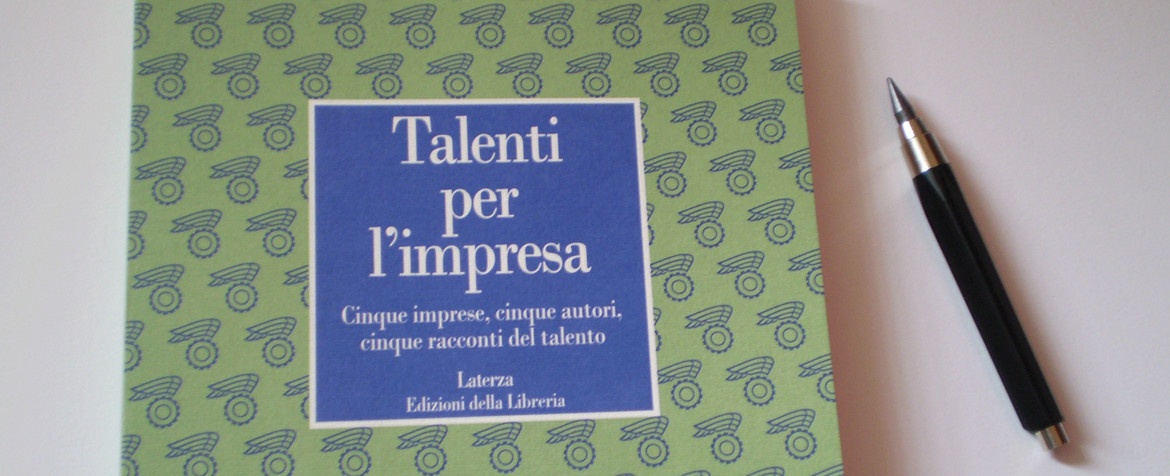 Talenti
per
l'impresa
Cinque imprese, cinque autori,
cinque racconti del talento
Laterza
Edizioni della Libreria